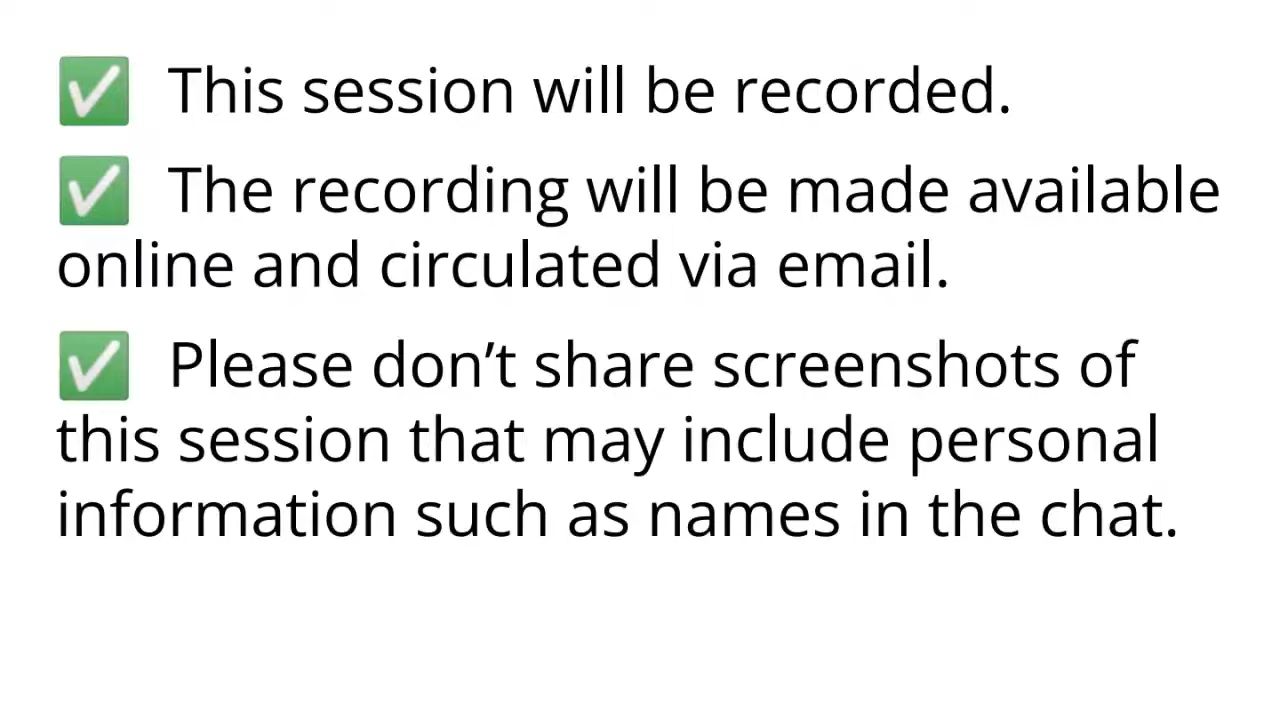 ✅ This session will be recorded.
✅ The recording will be made available
online and circulated via email.
✅ Please don’t share screenshots of
this session that may include personal
information such as names in the chat.